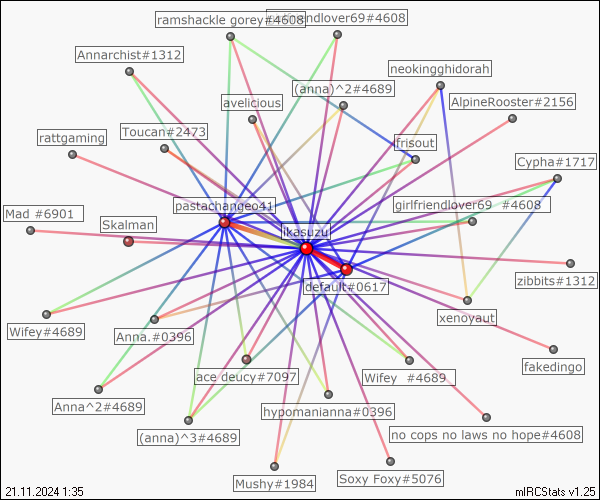 ramshackle gorey#4608
friendlover69#4608
Annarchist#1312
neokingghidorah
(anna)^2#4689
avelicious
AlpineRooster#2156
Toucan#2473
rattgaming
frisout
Cypha#1717
pastachangeo41
girlfriendlover69 #4608
Mad #6901
Skalman
ikasuzu
zibbits#1312
default#0617
xenoyaut
Wifey#4689
Anna.#0396
fakedingo
ace deucy#7097
Wifey #4689
Anna^2#4689
hypomanianna#0396
(anna)^3#4689
no cops no laws no hope#4608
Mushy#1984
Soxy Foxy#5076
21.11.2024 1:35
mIRCStats v1.25